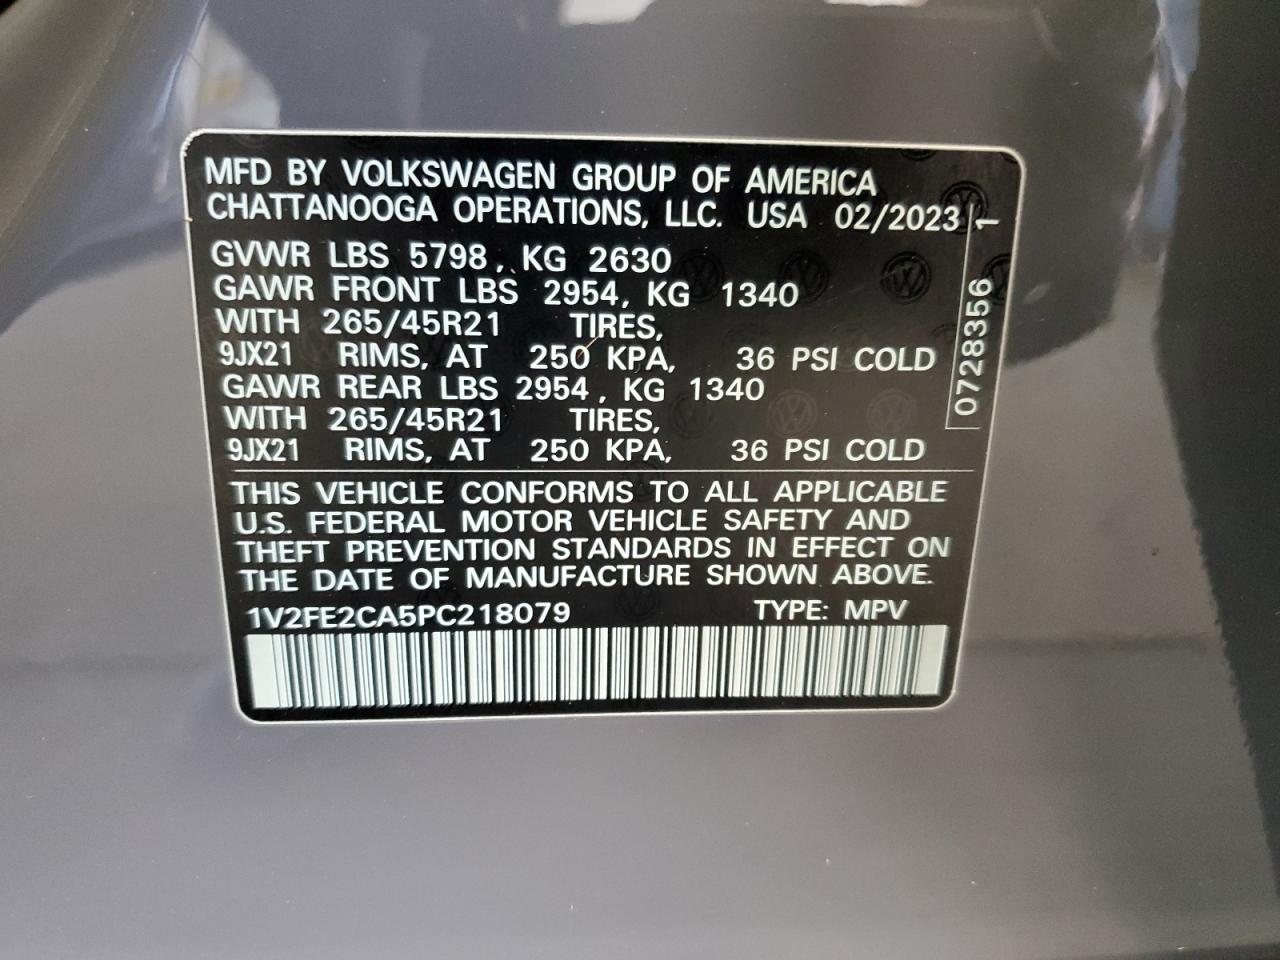 MFD BY VOLKSWAGEN GROUP OF AMERICA
CHATTANOOGA OPERATIONS, LLC. USA 02/2023
GVWR LBS 5798, KG 2630
GAWR FRONT LBS 2954, KG 1340
WITH 265/45R21 TIRES,
9JX21 RIMS, AT 250 KPA, 36 PSI COLD
GAWR REAR LBS 2954, KG 1340
WITH 265/45R21 TIRES,
9JX21 RIMS, AT 250 KPA, 36 PSI COLD
0728356 1
THIS VEHICLE CONFORMS TO ALL APPLICABLE
U.S. FEDERAL MOTOR VEHICLE SAFETY AND
THEFT PREVENTION STANDARDS IN EFFECT ON
THE DATE OF MANUFACTURE SHOWN ABOVE.
1V2FE2CA5PC218079 TYPE: MPV